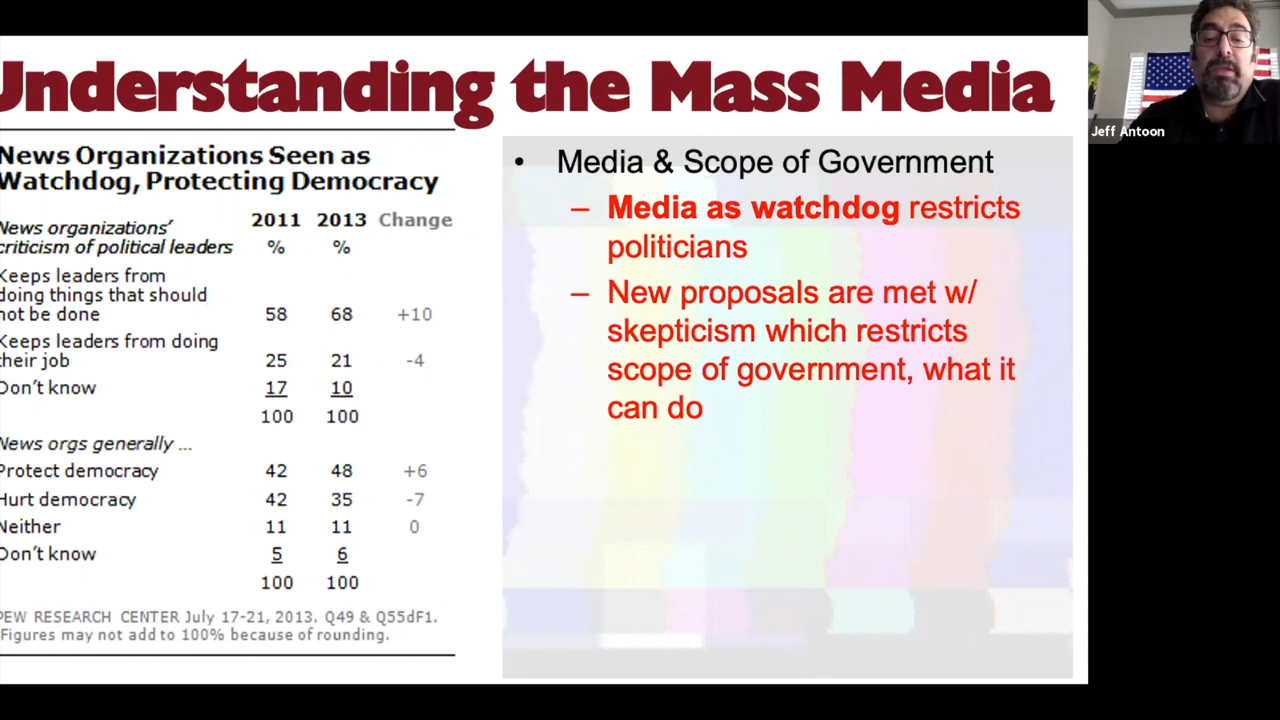 Understanding the Mass Media
News Organizations Seen as
Watchdog, Protecting Democracy
2011 2013 Change
News organizations'
criticism of political leaders % %
Keeps leaders from
doing things that should
not be done 58 68 +10
Keeps leaders from doing
their job 25 21 -4
Don't know 17 10
100 100
News orgs generally ...
Protect democracy 42 48 +6
Hurt democracy 42 35 -7
Neither 11 11 0
Don't know 5 6
100 100
PEW RESEARCH CENTER July 17-21, 2013. Q49 & Q55dF1.
Figures may not add to 100% because of rounding.
• Media & Scope of Government
– Media as watchdog restricts
politicians
– New proposals are met w/
skepticism which restricts
scope of government, what it
can do
Jeff Antoon